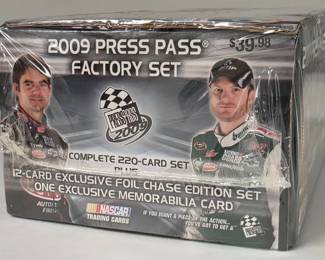 2009 PRESS PASS®
$39.98
FACTORY SET
2009
COMPLETE 220-CARD SET
PLUS
12-CARD EXCLUSIVE FOIL CHASE EDITION SET
ONE EXCLUSIVE MEMORABILIA CARD
NASCAR
TRADING CARDS
IF YOU WANT A PIECE OF THE ACTION...
YOU'VE GOT TO GET A